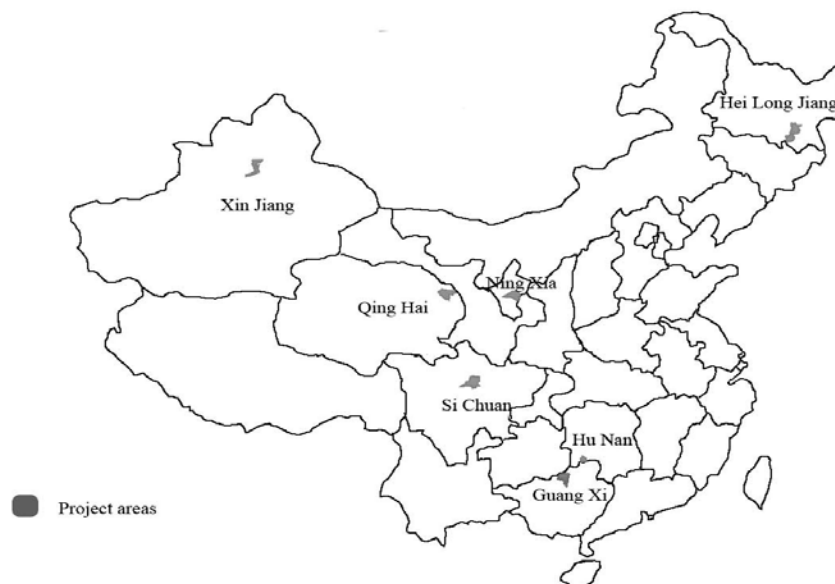 Hei Long Jiang
Xin Jiang
Ning Xia
Qing Hai
Si Chuan
Hu Nan
Guang Xi
Project areas